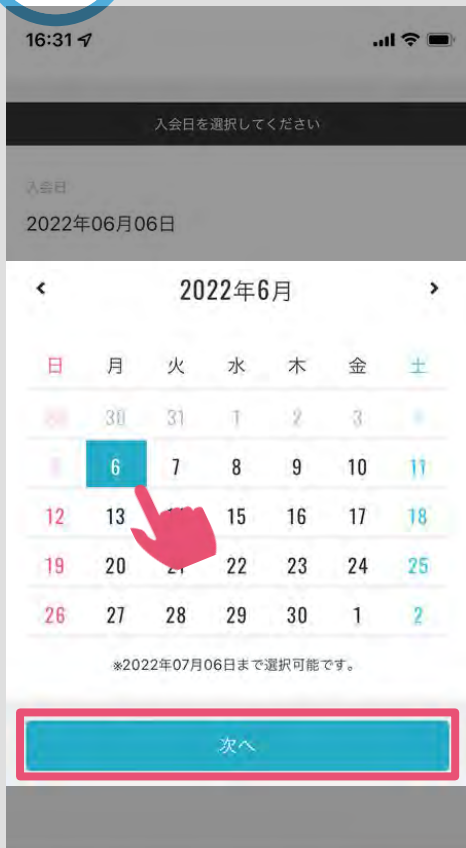 16:31
入会日を選択してください
入会日
2022年06月06日
2022年6月
日 月 火 水 木 金 土
29 30 31 1 2 3 4
5 6 7 8 9 10 11
12 13 15 16 17 18
19 20 21 22 23 24 25
26 27 28 29 30 1 2
※2022年07月06日まで選択可能です。
次へ